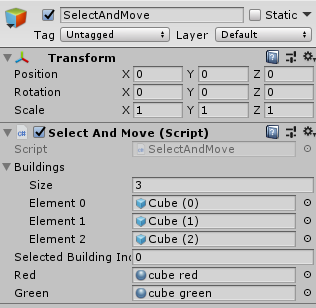 SelectAndMove Static
Tag Untagged Layer Default
Transform
Position X 0 Y 0 Z 0
Rotation X 0 Y 0 Z 0
Scale X 1 Y 1 Z 1
Select And Move (Script)
Script SelectAndMove
Buildings
Size 3
Element 0 Cube (0)
Element 1 Cube (1)
Element 2 Cube (2)
Selected Building Inc 0
Red cube red
Green cube green